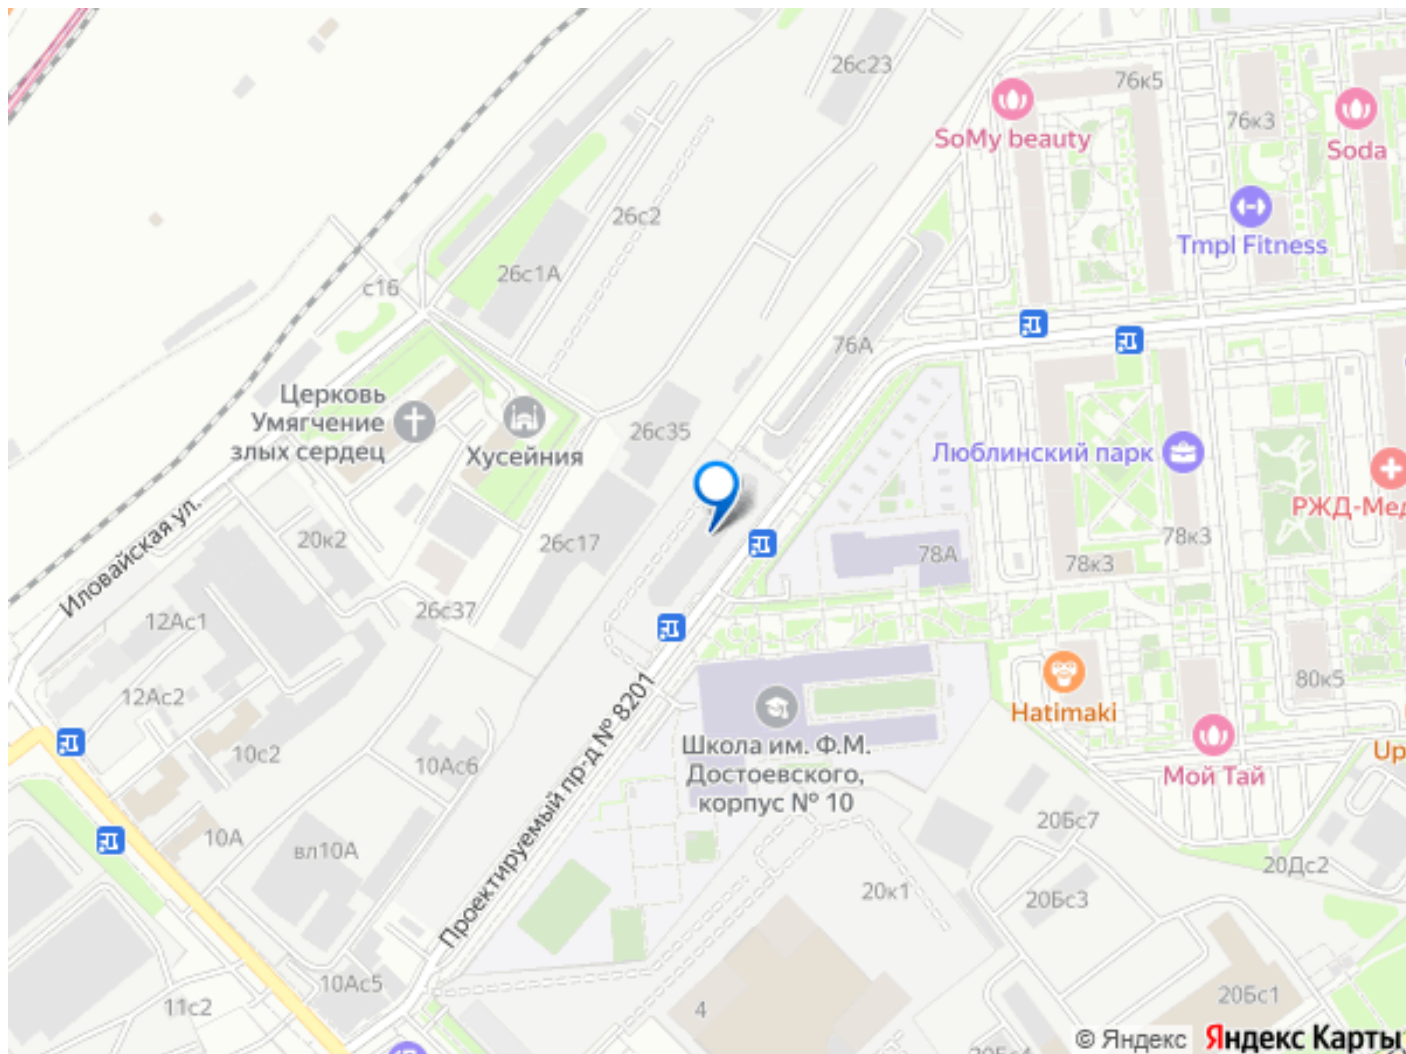 26с23
76к5
SoMy beauty
76к3
Soda
26с2
Tmpl Fitness
26с1А
с16
76А
Церковь
Умягчение
злых сердец
Хусейния
26с35
Люблинский парк
РЖД-Мед
Иловайская ул.
20к2
26с17
78А
78к3
78к3
12Ас1
26с37
12Ас2
80к5
Hatimaki
Проектируемый пр-д № 8201
10с2
10Ас6
Школа им. Ф.М.
Достоевского,
корпус № 10
Мой Тай
Up
10А
вл10А
20Бс7
20Дс2
20к1
20Бс3
10Ас5
11с2
4
20Бс1
© Яндекс Яндекс Карты